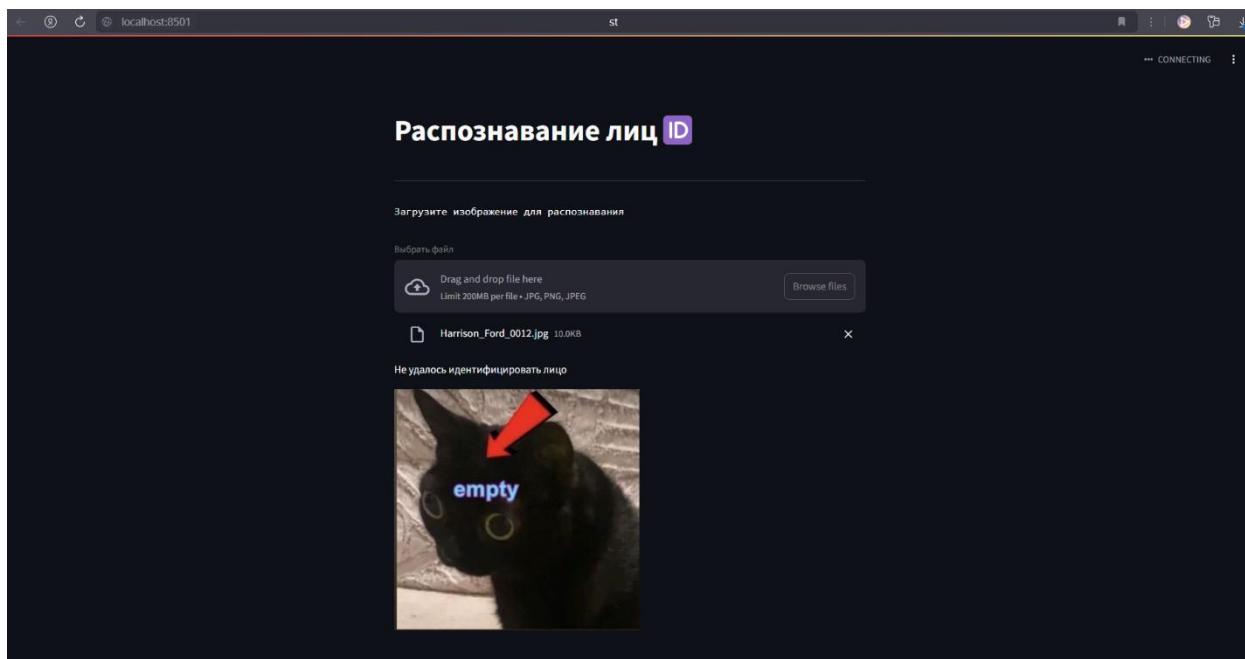 localhost:8501
st
••• CONNECTING
Распознавание лиц 🆔
Загрузите изображение для распознавания
Выбрать файл
Drag and drop file here
Limit 200MB per file • JPG, PNG, JPEG
Browse files
Harrison_Ford_0012.jpg 10.0KB
Не удалось идентифицировать лицо
empty